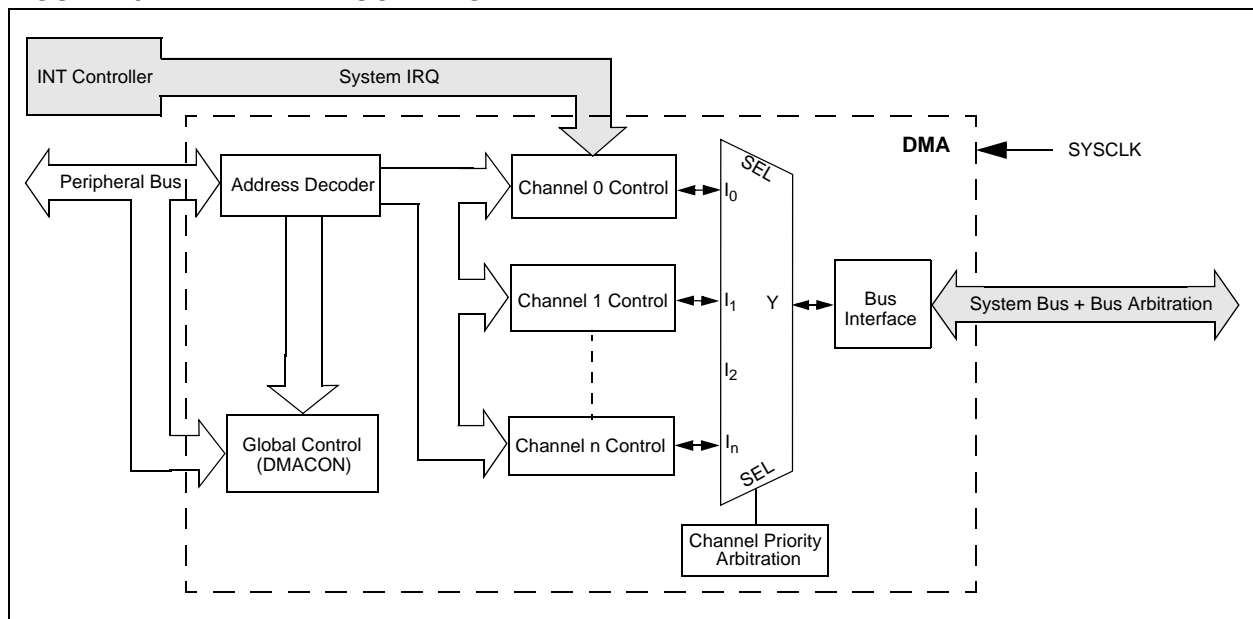 INT Controller
System IRQ
DMA
SYSCLK
Peripheral Bus
Address Decoder
Channel 0 Control
I0
SEL
Channel 1 Control
I1
Y
Bus
Interface
System Bus + Bus Arbitration
I2
Global Control
(DMACON)
Channel n Control
In
SEL
Channel Priority
Arbitration